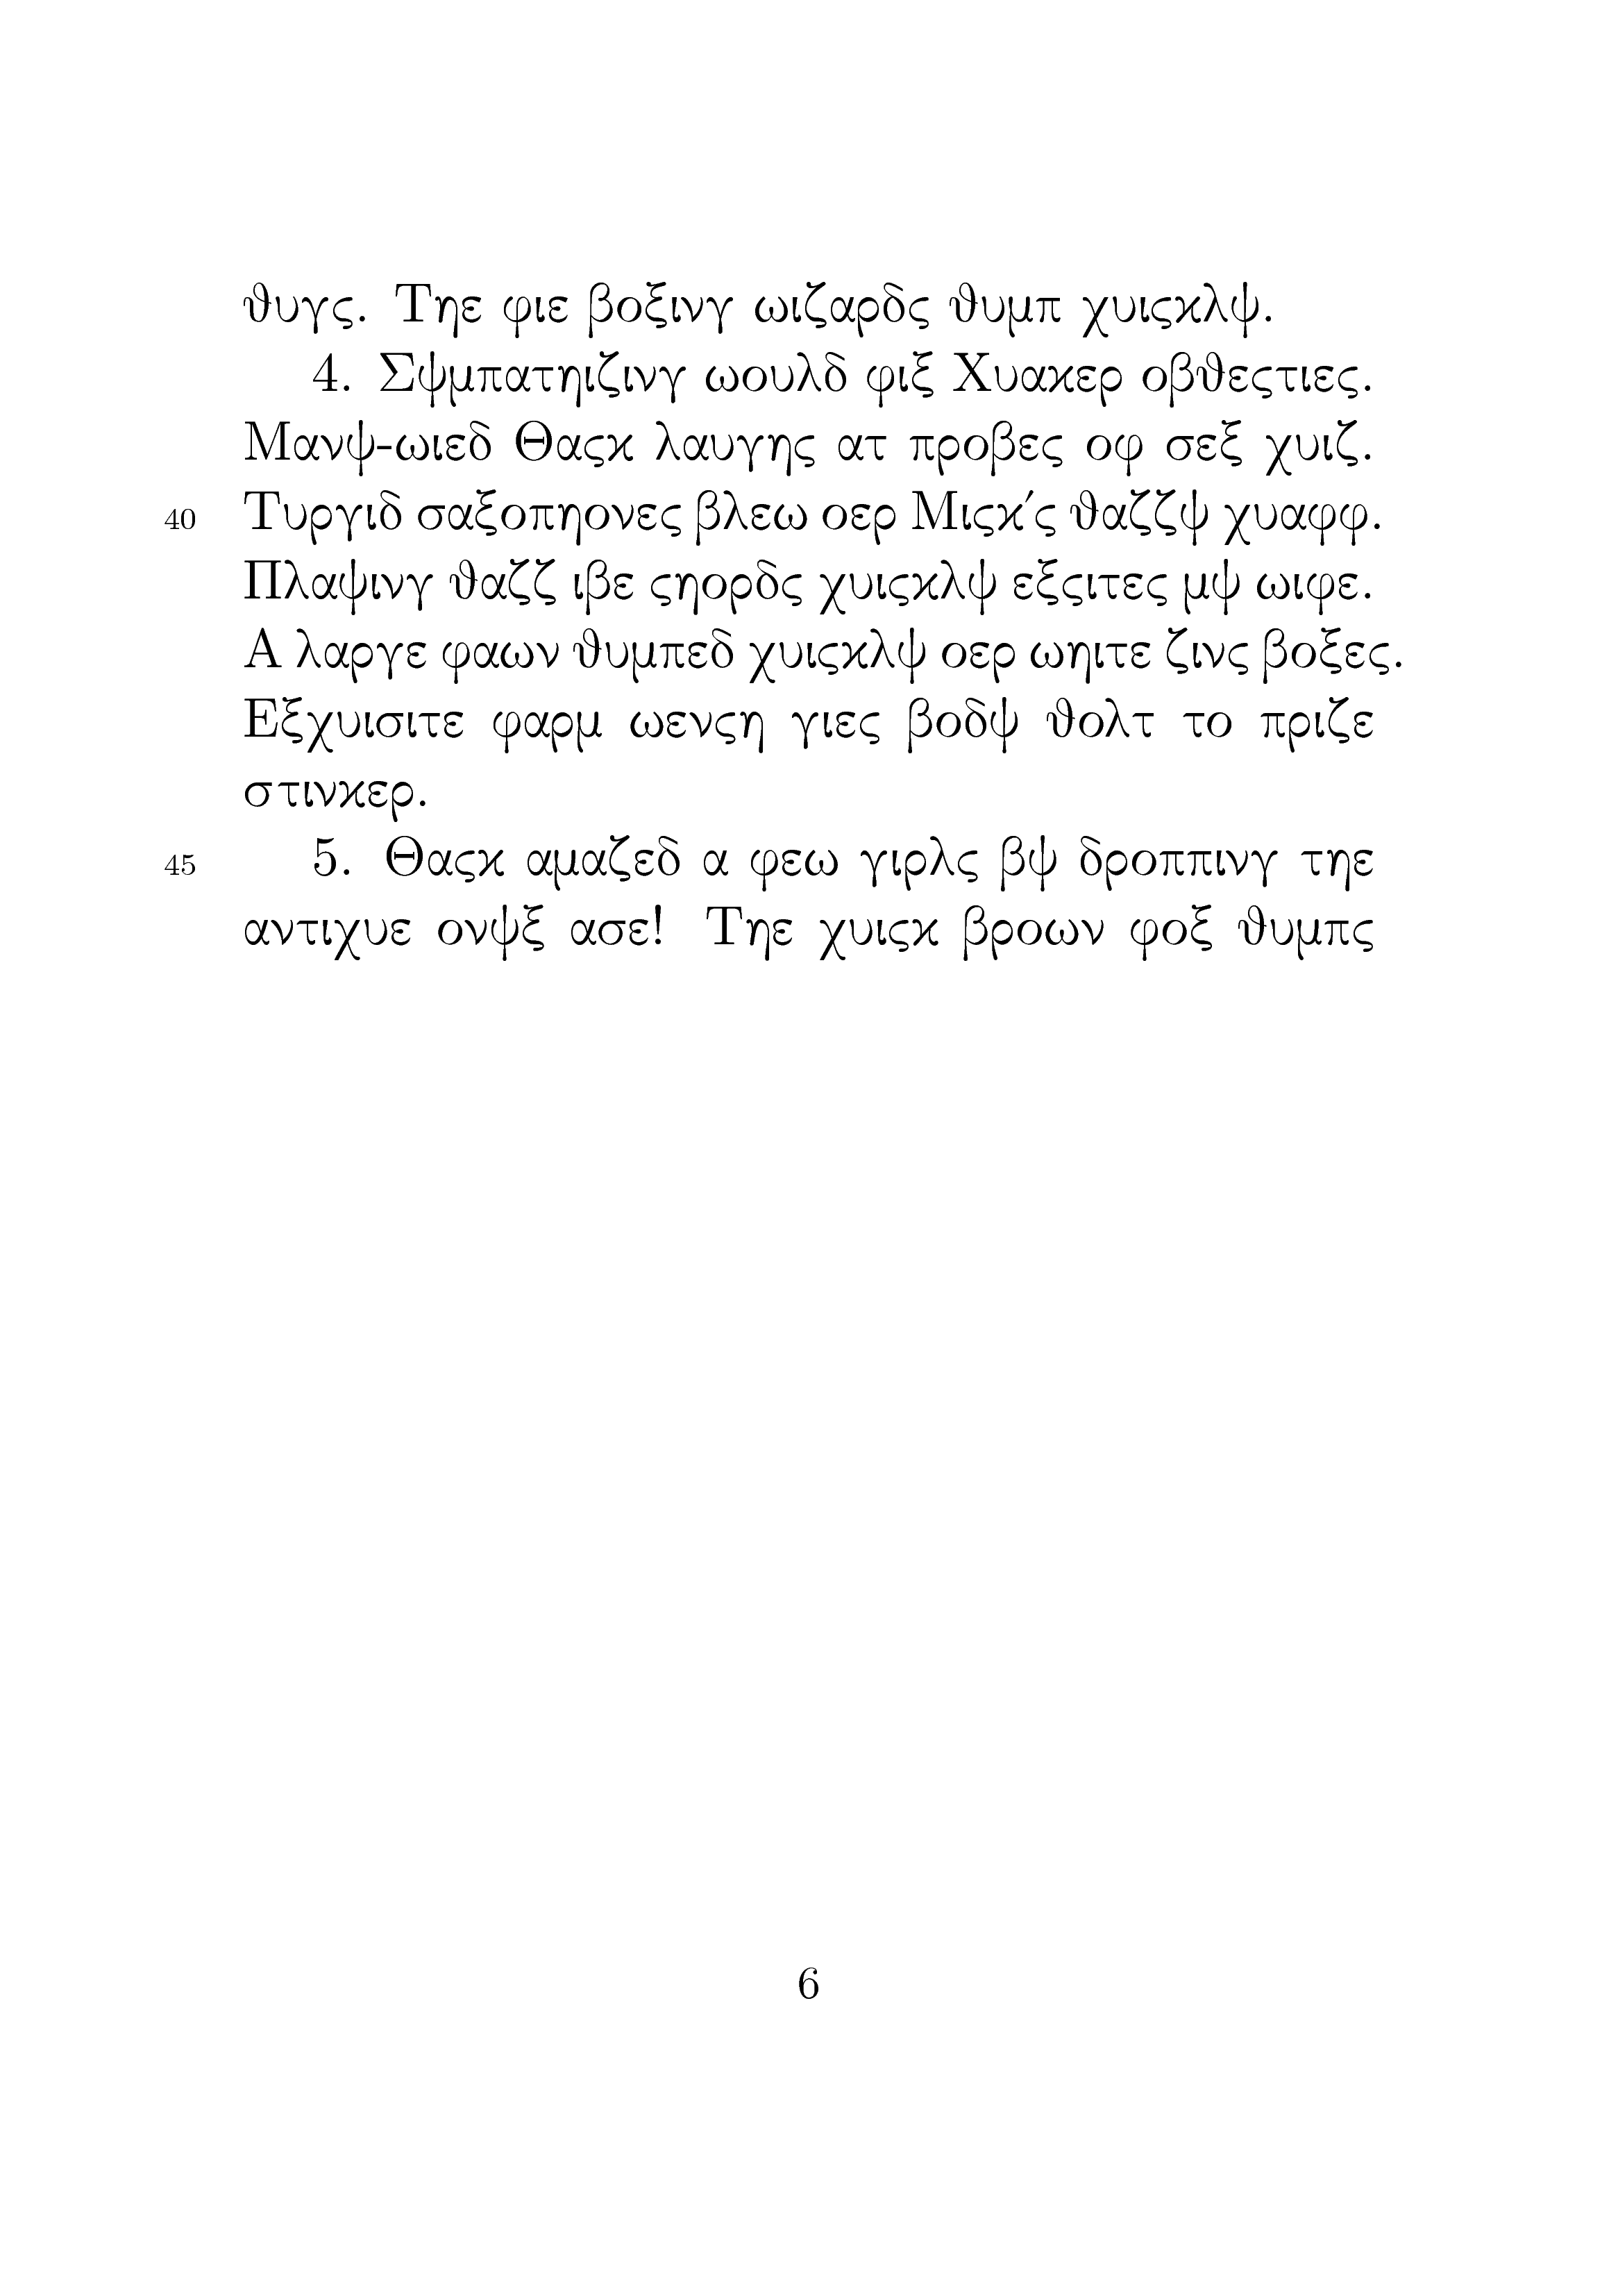 θυγς. Τηε φιε βοξινγ ωιζαρδς θυμπ χυιςκλψ.
4. Σψμπατηιζινγ ωουλδ φιξ Χυακερ οβθεςτιες.
Μανψ-ωιεδ Θαςκ λαυγης ατ προβες οφ σεξ χυιζ.
40 Τυργιδ σαξοπηονες βλεω οερ Μιςκ’ς θαζζψ χυαφφ.
Πλαψινγ θαζζ ιβε ςηορδς χυιςκλψ εξςιτες μψ ωιφε.
Α λαργε φαων θυμπεδ χυιςκλψ οερ ωηιτε ζινς βοξες.
Εξχυισιτε φαρμ ωενςη γιες βοδψ θολτ το πριζε
στινκερ.
45 5. Θαςκ αμαζεδ α φεω γιρλς βψ δροππινγ τηε
αντιχυε ονψξ ασε! Τηε χυιςκ βροων φοξ θυμπς
6